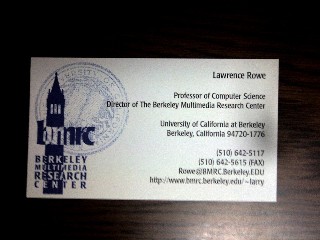 Lawrence Rowe
Professor of Computer Science
Director of The Berkeley Multimedia Research Center
University of California at Berkeley
Berkeley, California 94720-1776
(510) 642-5117
(510) 642-5615 (FAX)
Rowe@BMRC.Berkeley.EDU
http://www.bmrc.berkeley.edu/~larry
bmrc
BERKELEY
MULTIMEDIA
RESEARCH
CENTER